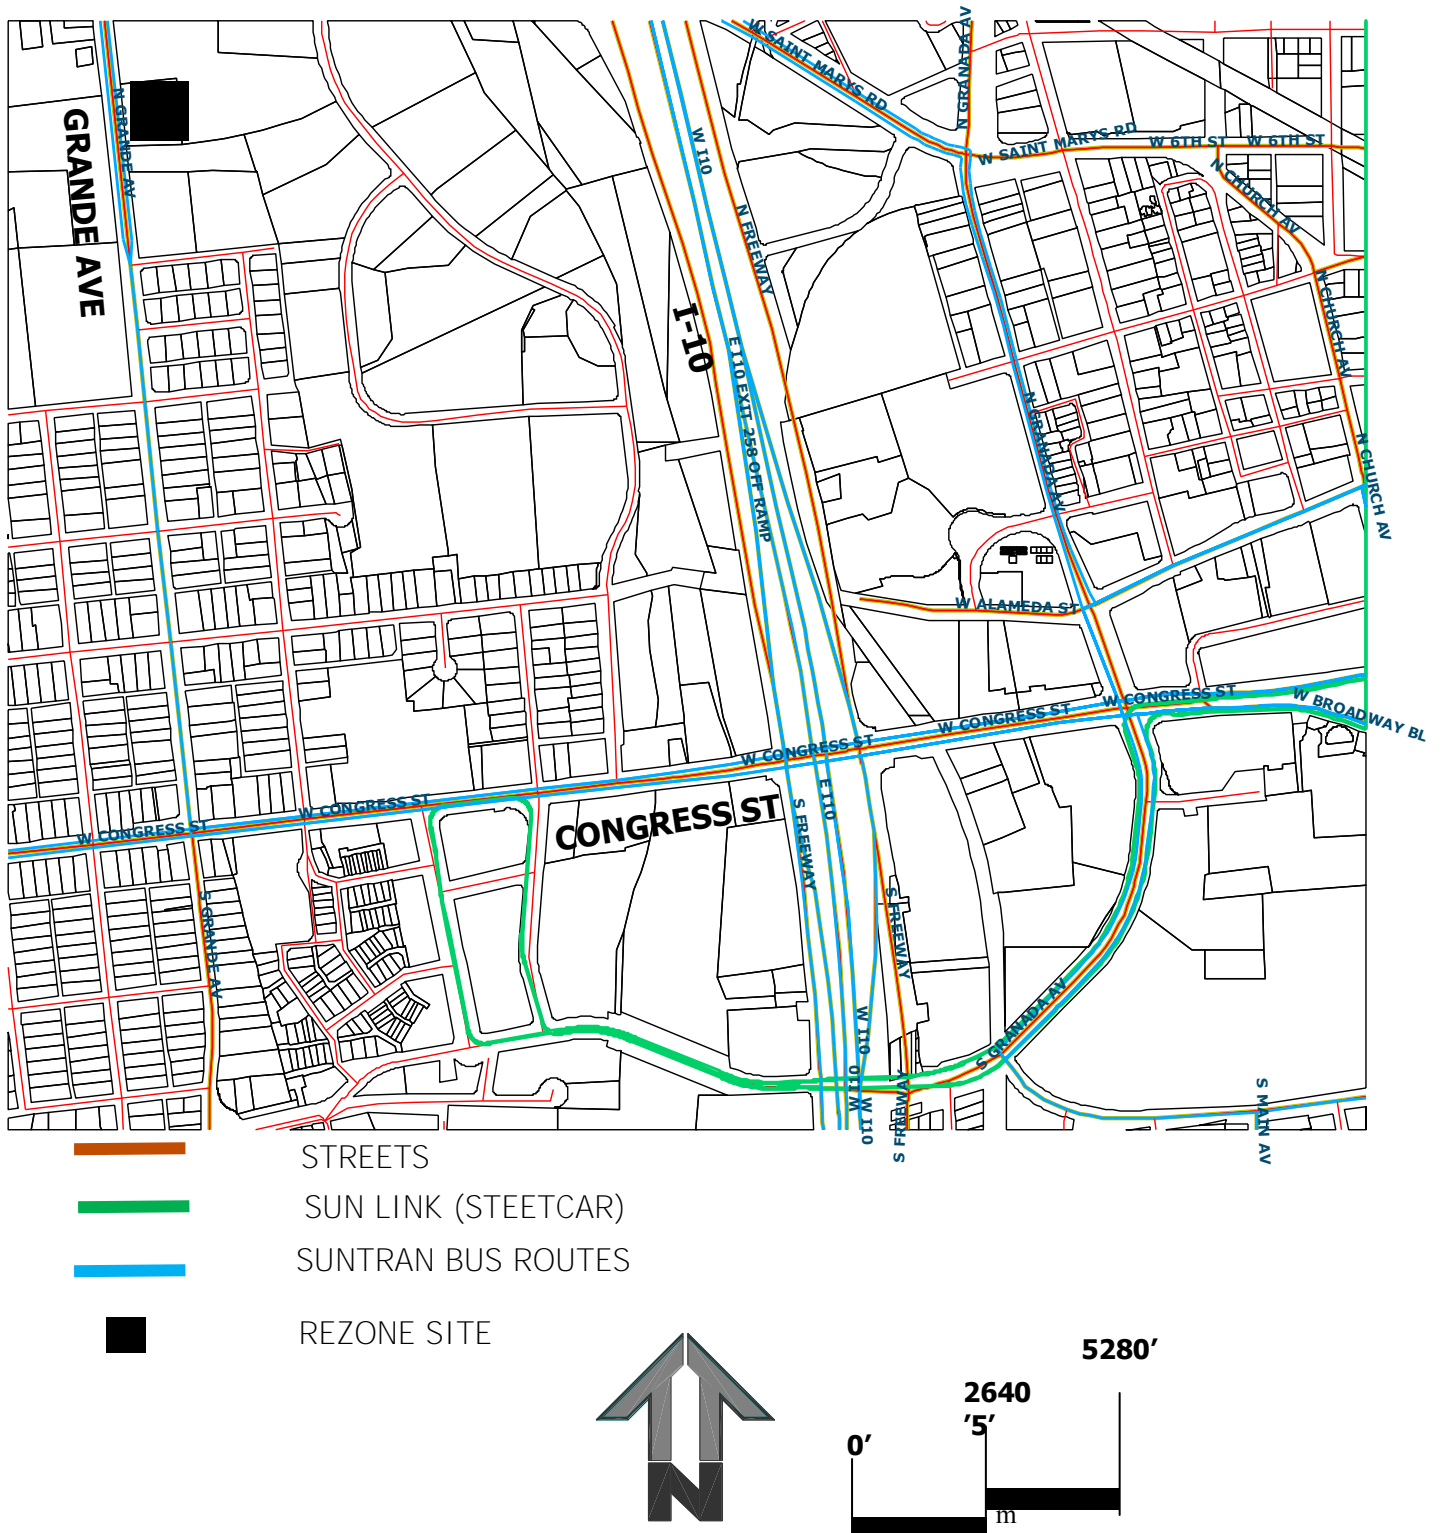 W SAINT MARYS RD
N GRANADA AV
N GRANDE AV
GRANDE AVE
W I10
W SAINT MARYS RD
W 6TH ST
W 6TH ST
N CHURCH AV
N FREEWAY
N CHURCH AV
I-10
E I10 EXIT 258 OFF RAMP
N GRANADA AV
N CHURCH AV
W ALAMEDA ST
W CONGRESS ST
W BROADWAY BL
W CONGRESS ST
W CONGRESS ST
W CONGRESS ST
W CONGRESS ST
CONGRESS ST
S FREEWAY
E I10
S GRANDE AV
S FREEWAY
S GRANADA AV
W I10
W I10
W I10
S FREEWAY
S MAIN AV
STREETS
SUN LINK (STEETCAR)
SUNTRAN BUS ROUTES
REZONE SITE
N
5280'
2640
'5'
0'
m